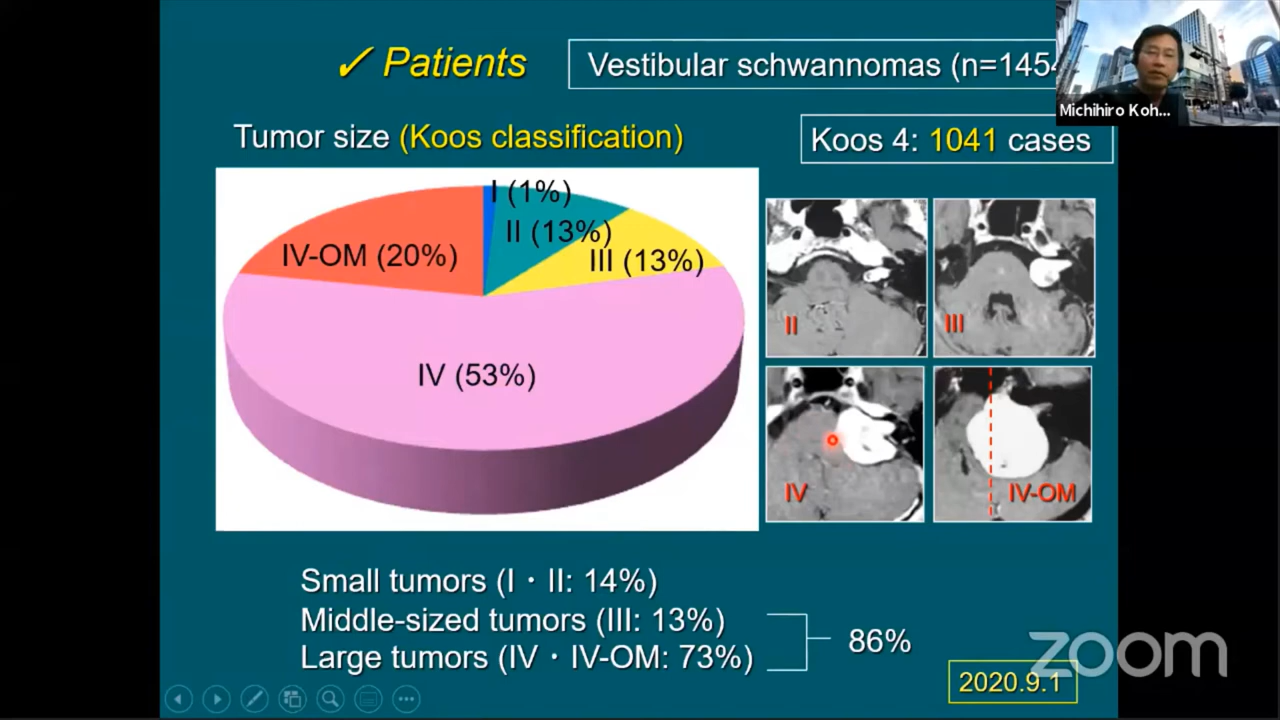 ✓ Patients
Vestibular schwannomas (n=1454
Michihiro Koh...
Tumor size (Koos classification)
Koos 4: 1041 cases
I (1%)
II (13%)
III (13%)
IV-OM (20%)
IV (53%)
II
III
IV
IV-OM
Small tumors (I・II: 14%)
Middle-sized tumors (III: 13%)
Large tumors (IV・IV-OM: 73%)
86%
zoom
2020.9.1